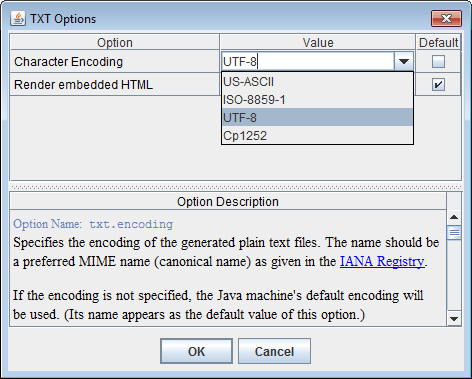 TXT Options
Option Value Default
Character Encoding UTF-8
US-ASCII
Render embedded HTML
ISO-8859-1
UTF-8
Cp1252
Option Description
Option Name: txt.encoding
Specifies the encoding of the generated plain text files. The name should
be a preferred MIME name (canonical name) as given in the IANA Registry.
If the encoding is not specified, the Java machine's default encoding will
be used. (Its name appears as the default value of this option.)
OK Cancel